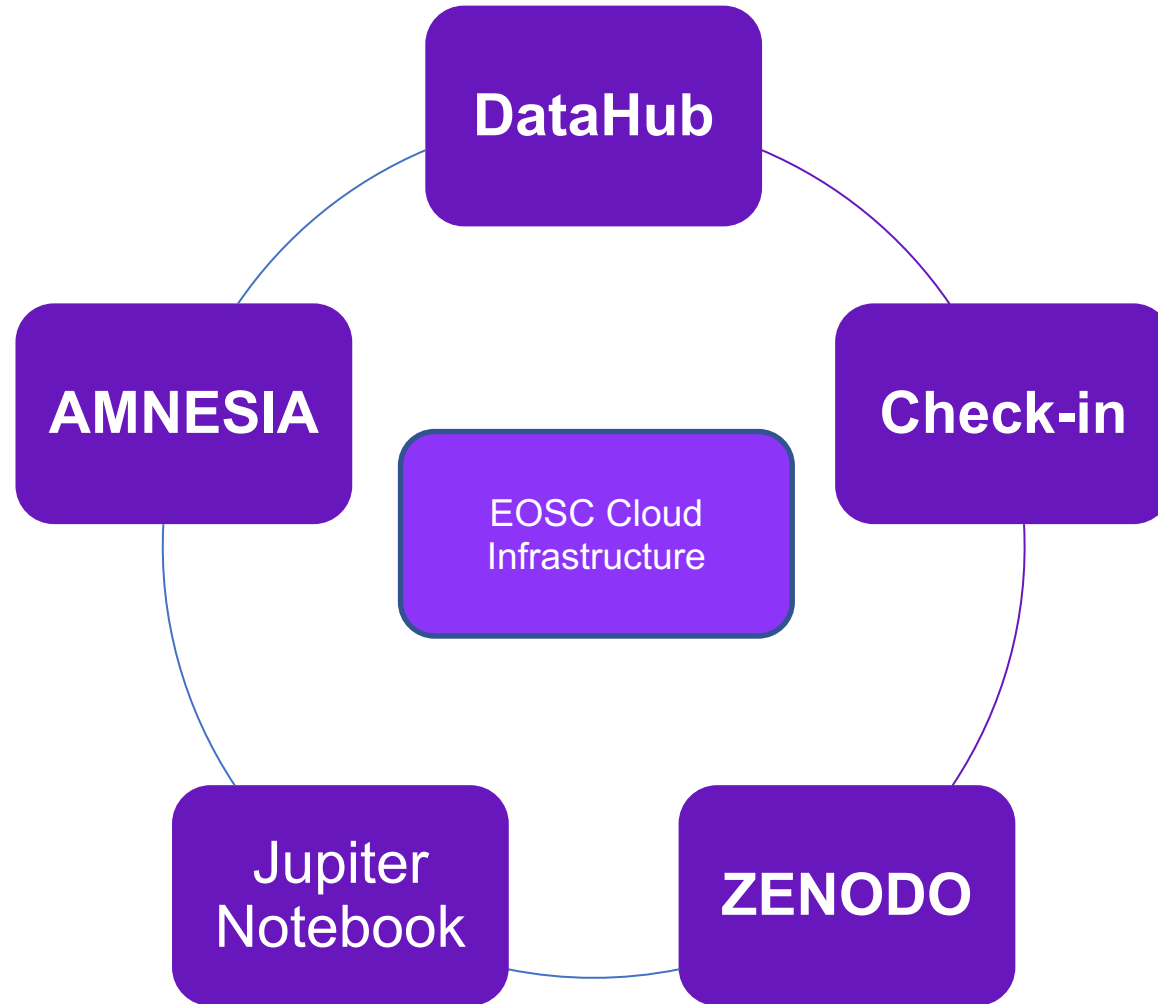 DataHub
AMNESIA
Check-in
EOSC Cloud
Infrastructure
Jupiter
Notebook
ZENODO